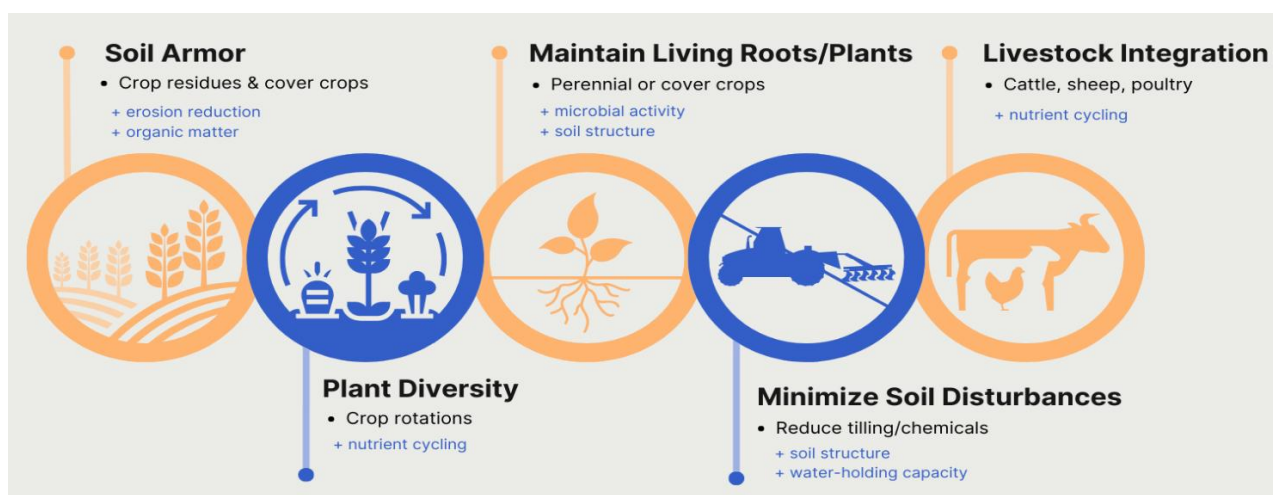 Soil Armor
• Crop residues & cover crops
+ erosion reduction
+ organic matter
Plant Diversity
• Crop rotations
+ nutrient cycling
Maintain Living Roots/Plants
• Perennial or cover crops
+ microbial activity
+ soil structure
Minimize Soil Disturbances
• Reduce tilling/chemicals
+ soil structure
+ water-holding capacity
Livestock Integration
• Cattle, sheep, poultry
+ nutrient cycling